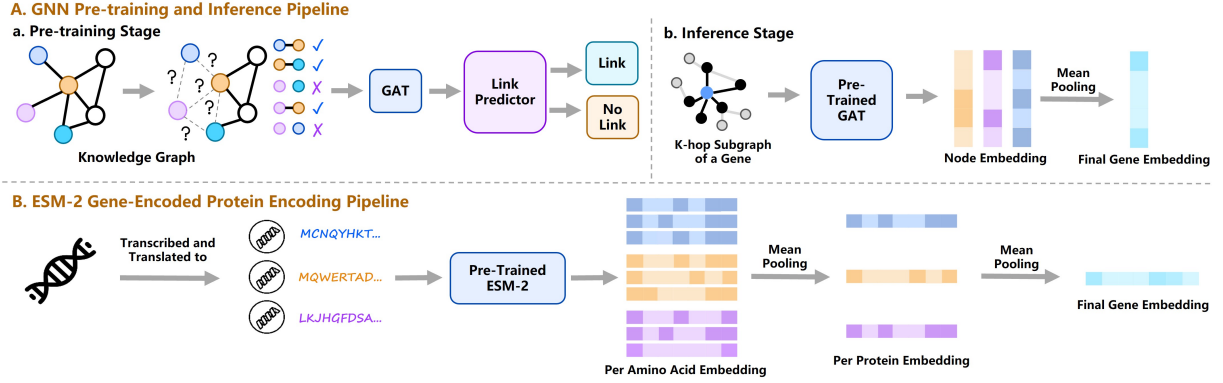 A. GNN Pre-training and Inference Pipeline
a. Pre-training Stage
? ? ? ? ?
✓
✓
✗
✓
✗
GAT
Link
Predictor
Link
No
Link
Knowledge Graph
b. Inference Stage
K-hop Subgraph
of a Gene
Pre-
Trained
GAT
Node Embedding
Mean
Pooling
Final Gene Embedding
B. ESM-2 Gene-Encoded Protein Encoding Pipeline
Transcribed and
Translated to
MCNQYHKT...
MQWERTAD...
LKJHGFDSA...
Pre-Trained
ESM-2
Per Amino Acid Embedding
Mean
Pooling
Per Protein Embedding
Mean
Pooling
Final Gene Embedding